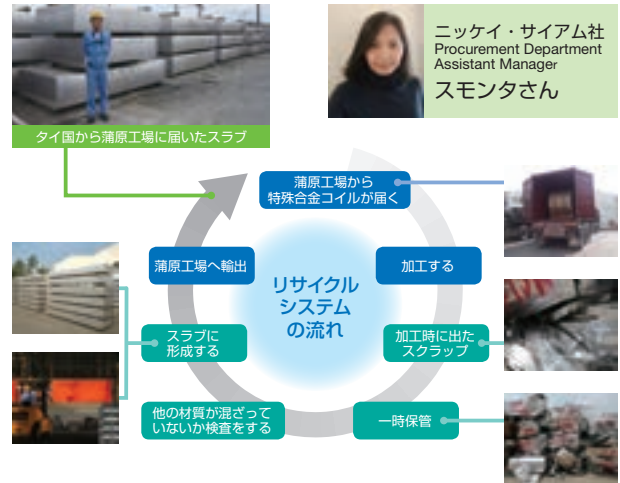 ニッケイ・サイアム社
Procurement Department
Assistant Manager
スモンタさん
タイ国から蒲原工場に届いたスラブ
蒲原工場から
特殊合金コイルが届く
加工する
加工時に出た
スクラップ
一時保管
他の材質が混ざって
いないか検査をする
スラブに
形成する
蒲原工場へ輸出
リサイクル
システム
の流れ